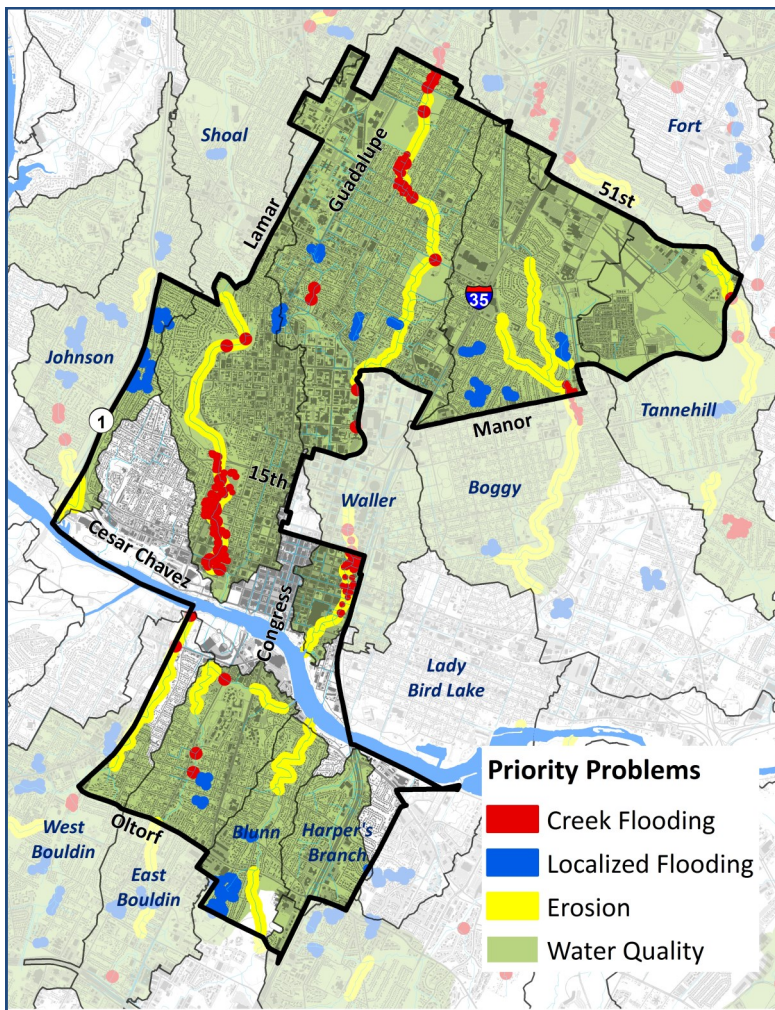 Shoal
Fort
Guadalupe
51st
Lamar
35
Johnson
1
Tannehill
Manor
15th
Waller
Boggy
Cesar Chavez
Congress
Lady
Bird Lake
Priority Problems
Creek Flooding
Localized Flooding
Erosion
Water Quality
Oltorf
West
Bouldin
Blunn
Harper's
Branch
East
Bouldin